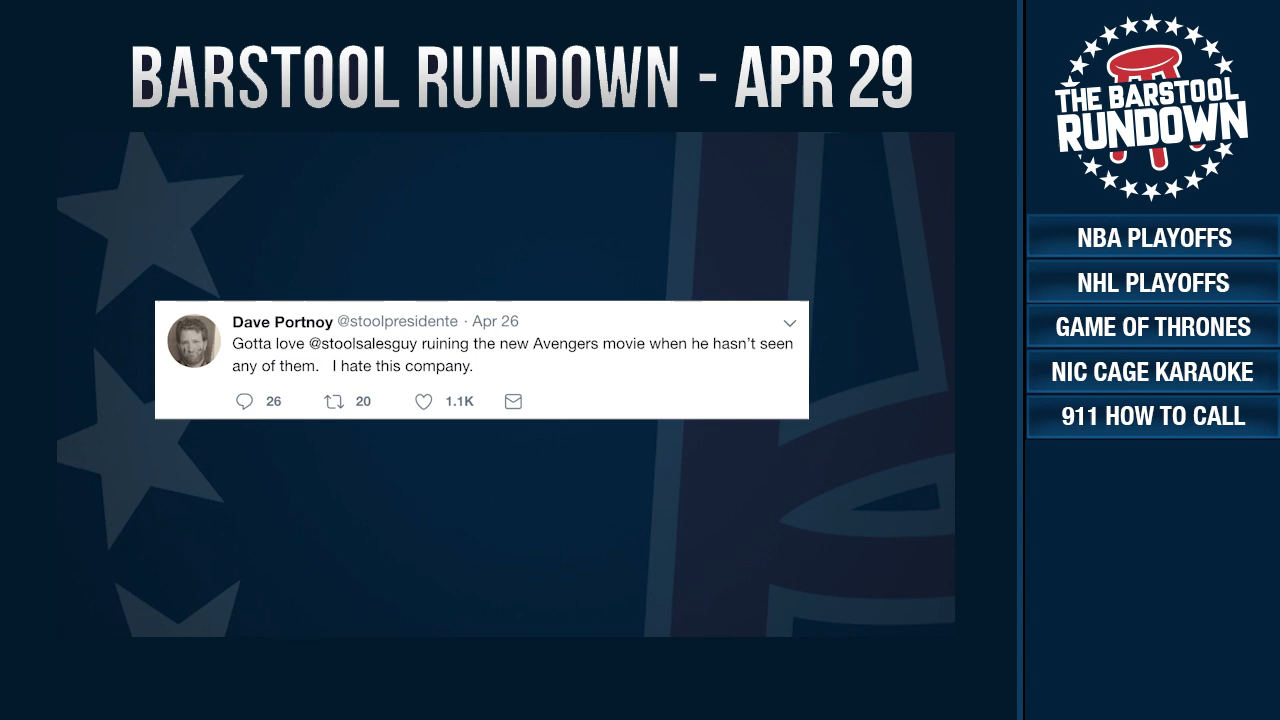 BARSTOOL RUNDOWN - APR 29
Dave Portnoy @stoolpresidente · Apr 26
Gotta love @stoolsalesguy ruining the new Avengers movie when he hasn't seen
any of them.   I hate this company.
26 20 1.1K
THE BARSTOOL
RUNDOWN
NBA PLAYOFFS
NHL PLAYOFFS
GAME OF THRONES
NIC CAGE KARAOKE
911 HOW TO CALL